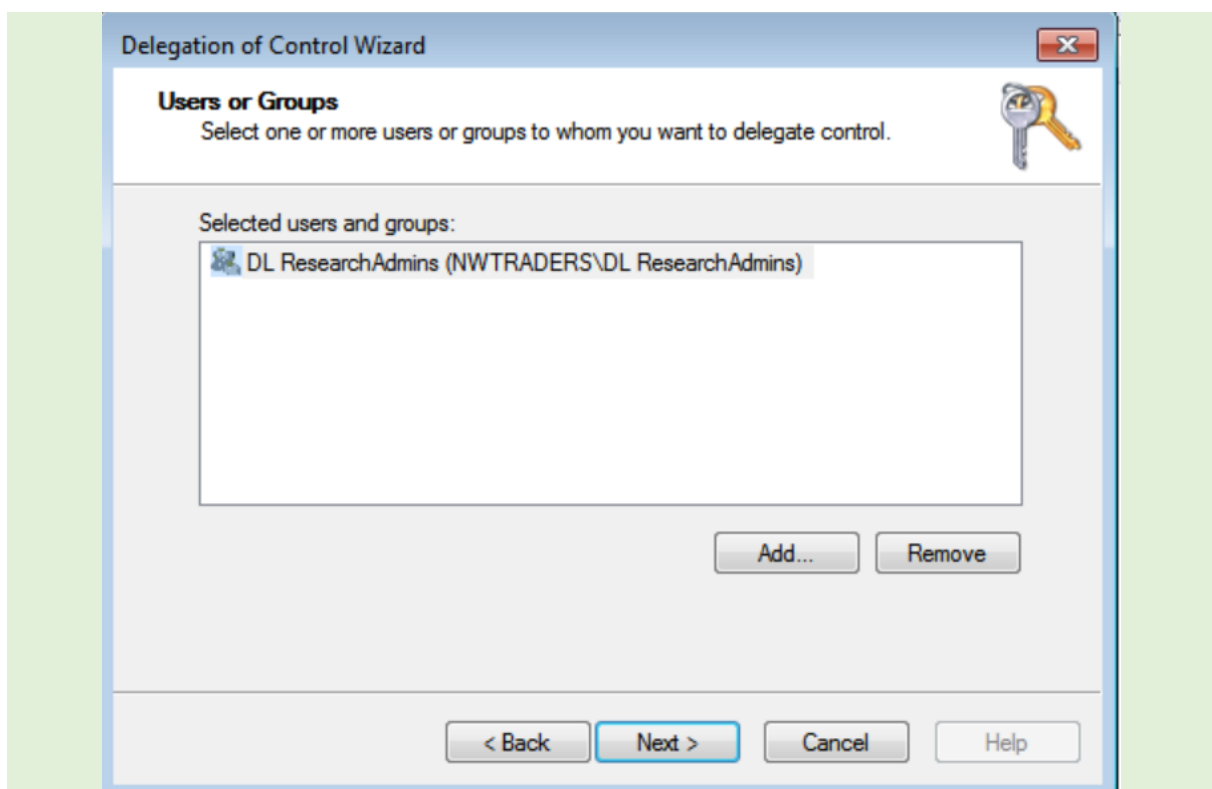 Delegation of Control Wizard
Users or Groups
Select one or more users or groups to whom you want to delegate control.
Selected users and groups:
DL ResearchAdmins (NWTRADERS\DL ResearchAdmins)
Add... Remove
< Back Next > Cancel Help